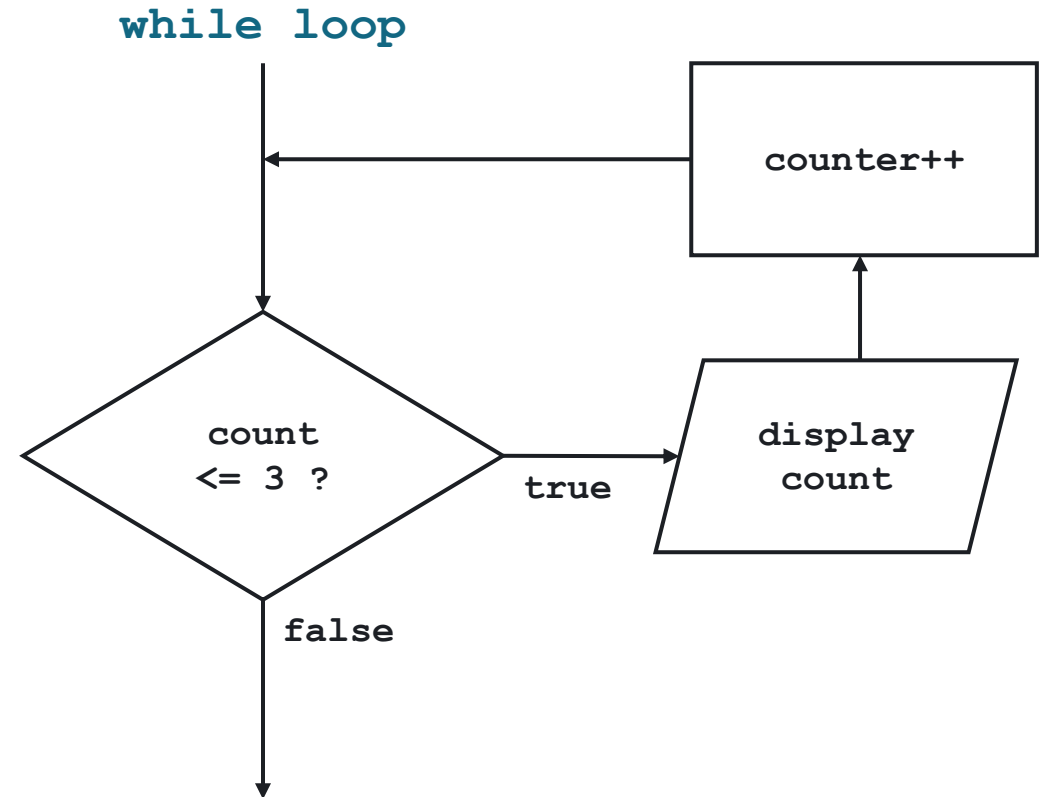 while loop
counter++
count
<= 3 ?
true
display
count
false